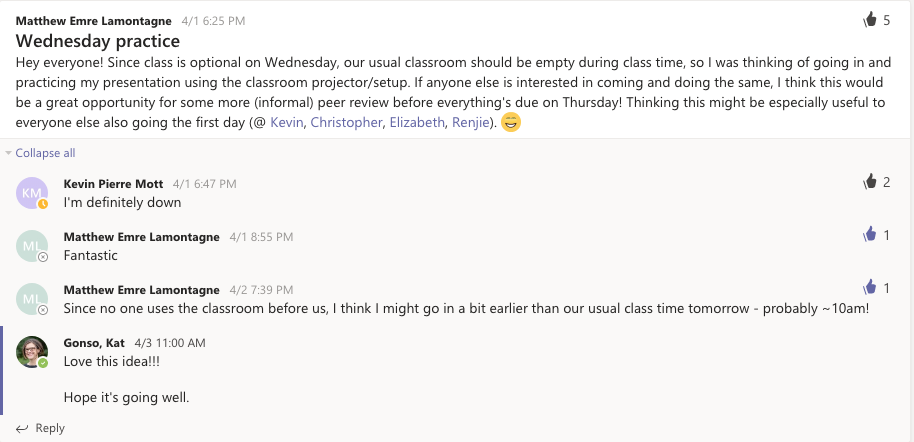 Matthew Emre Lamontagne 4/1 6:25 PM 5
Wednesday practice
Hey everyone! Since class is optional on Wednesday, our usual classroom should be empty during class time, so I was thinking of going in and
practicing my presentation using the classroom projector/setup. If anyone else is interested in coming and doing the same, I think this would
be a great opportunity for some more (informal) peer review before everything's due on Thursday! Thinking this might be especially useful to
everyone else also going the first day (@ Kevin, Christopher, Elizabeth, Renjie).
Collapse all
KM Kevin Pierre Mott 4/1 6:47 PM 2
I'm definitely down
ML Matthew Emre Lamontagne 4/1 8:55 PM 1
Fantastic
ML Matthew Emre Lamontagne 4/2 7:39 PM 1
Since no one uses the classroom before us, I think I might go in a bit earlier than our usual class time tomorrow - probably ~10am!
Gonso, Kat 4/3 11:00 AM
Love this idea!!!
Hope it's going well.
Reply